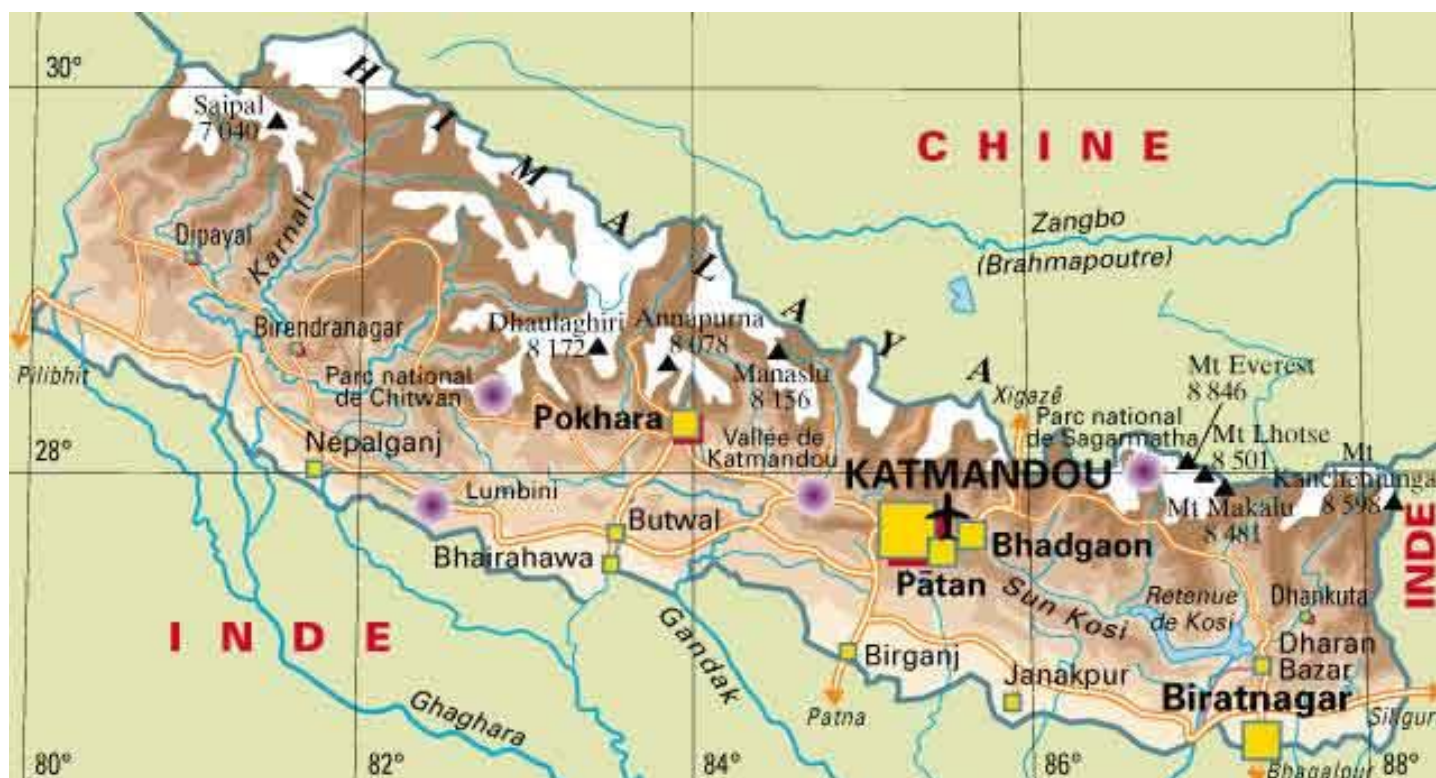 30°
HIMALAYA
Saipal
7 040
CHINE
Karnali
Zangbo
(Brahmapoutre)
Dipayal
Birendranagar
Dhaulaghiri
8 172
Annapurna
8 078
Manaslu
8 156
Pilibhit
Parc national
de Chitwan
Xigazê
Mt Everest
8 846
Parc national
de Sagarmatha
Mt Lhotse
8 501
Mt
Kanchenjunga
8 598
Mt Makalu
8 481
Pokhara
Vallée de
Katmandou
28°
Nepalganj
KATMANDOU
Lumbini
Butwal
Bhairahawa
Bhadgaon
Pātan
INDE
Sun Kosi
Retenue
de Kosi
Dhankuta
INDE
Gandak
Birganj
Dharan
Bazar
Janakpur
Biratnagar
Patna
Siligur
Ghaghara
Bhagalpur
80°
82°
84°
86°
88°